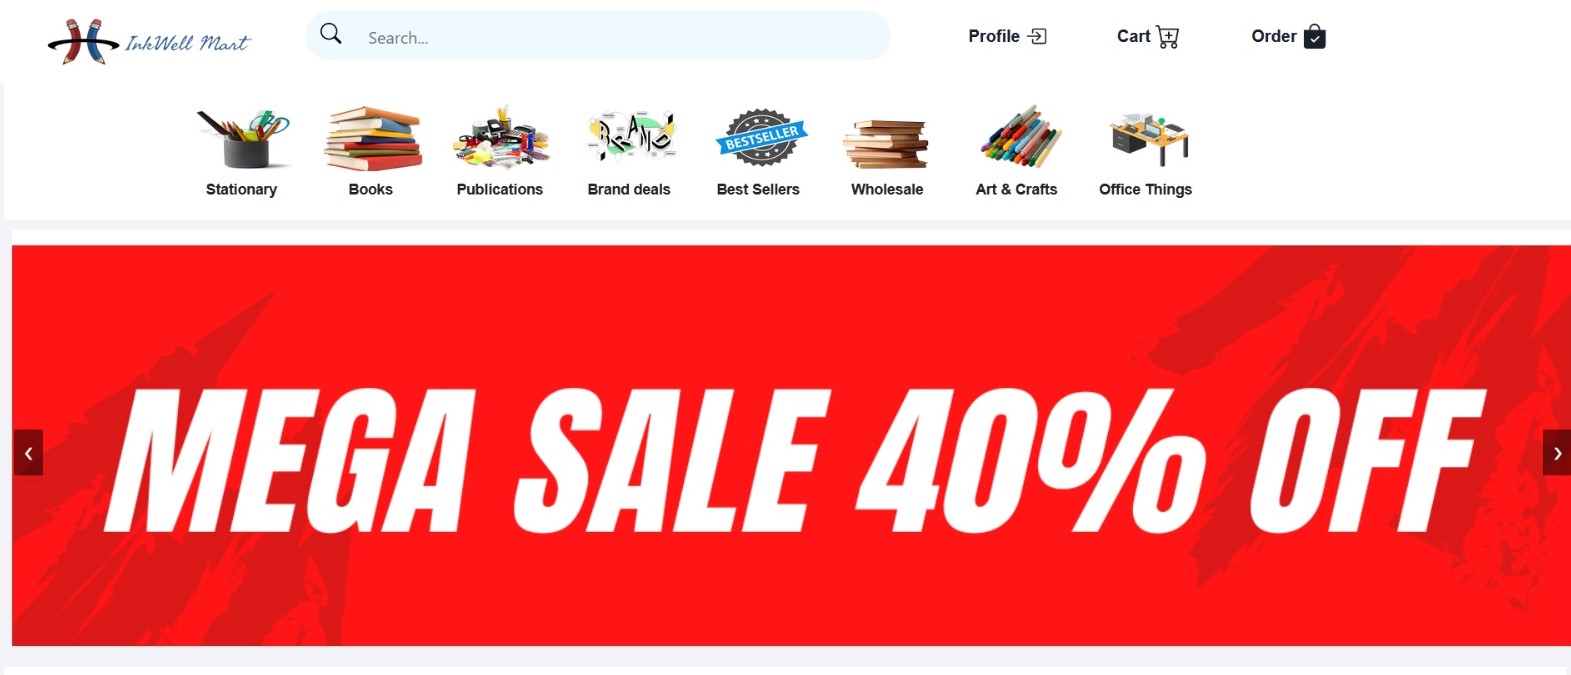 InkWell Mart
Search...
Profile
Cart
Order
BRAND
BESTSELLER
Stationary
Books
Publications
Brand deals
Best Sellers
Wholesale
Art & Crafts
Office Things
MEGA SALE 40% OFF